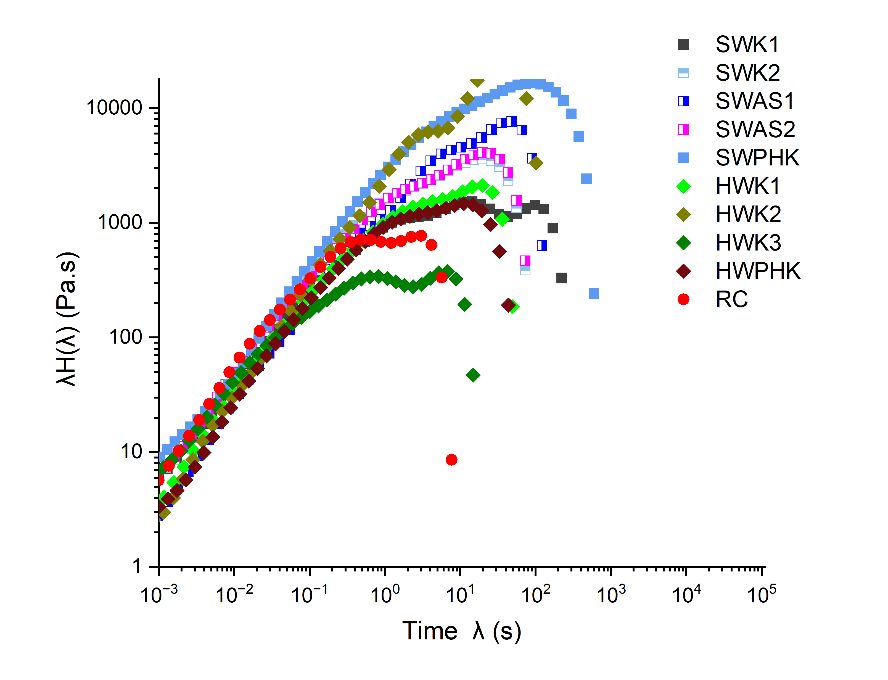 SWK1
SWK2
SWAS1
SWAS2
SWPHK
HWK1
HWK2
HWK3
HWPHK
RC
10000
1000
100
10
1
λH(λ) (Pa.s)
10⁻³ 10⁻² 10⁻¹ 10⁰ 10¹ 10² 10³ 10⁴ 10⁵
Time λ (s)